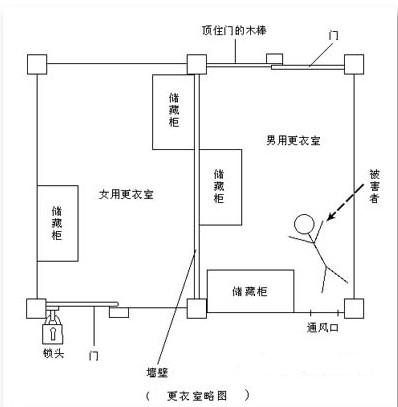 顶住门的木棒
门
储藏柜
男用更衣室
储藏柜
被害者
女用更衣室
储藏柜
储藏柜
通风口
锁头
门
墙壁
( 更衣室略图 )